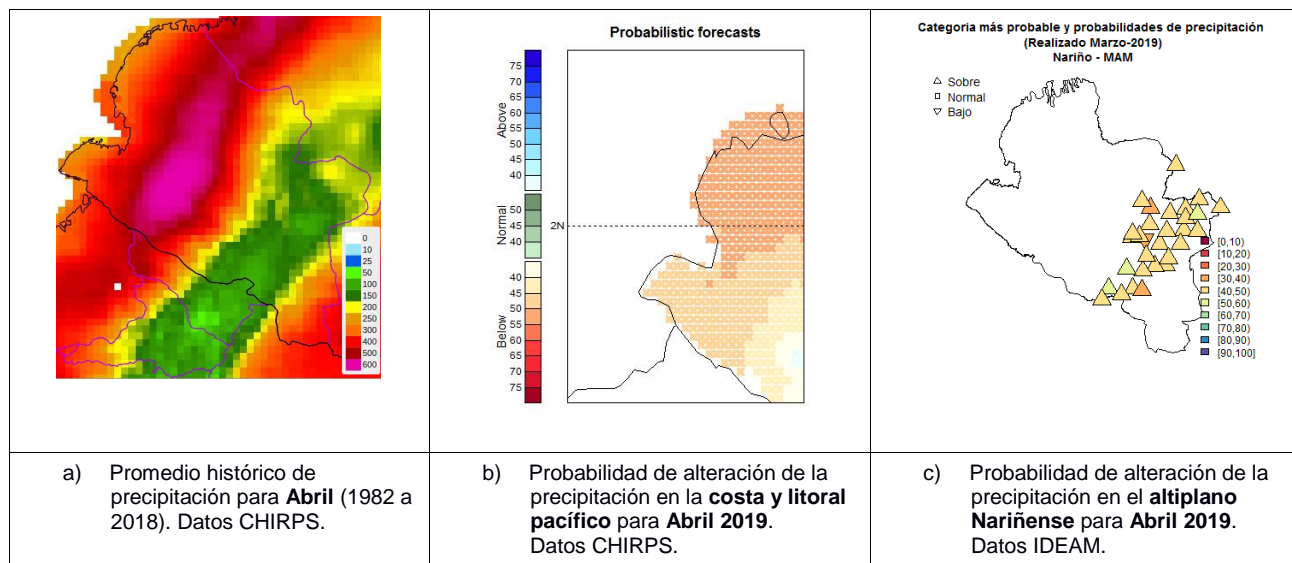 0
10
25
50
100
150
200
250
300
400
500
600
Probabilistic forecasts
Above
75
70
65
60
55
50
45
40
Normal
50
45
40
Below
40
45
50
55
60
65
70
75
2N
Categoria más probable y probabilidades de precipitación
(Realizado Marzo-2019)
Nariño - MAM
Sobre
Normal
Bajo
[0,10)
[10,20)
[20,30)
[30,40)
[40,50)
[50,60)
[60,70)
[70,80)
[80,90)
[90,100]
a) Promedio histórico de
precipitación para Abril (1982 a
2018). Datos CHIRPS.
b) Probabilidad de alteración de la
precipitación en la costa y litoral
pacífico para Abril 2019.
Datos CHIRPS.
c) Probabilidad de alteración de la
precipitación en el altiplano
Nariñense para Abril 2019.
Datos IDEAM.